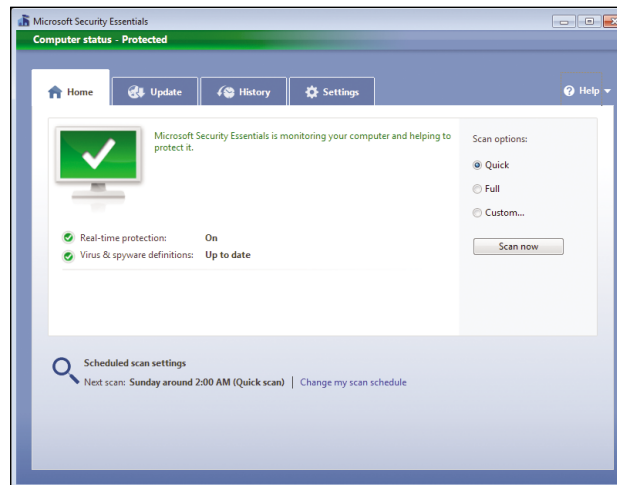 Microsoft Security Essentials
Computer status - Protected
Home
Update
History
Settings
Help
Microsoft Security Essentials is monitoring your computer and helping to
protect it.
Scan options:
Quick
Full
Custom...
Scan now
Real-time protection: On
Virus & spyware definitions: Up to date
Scheduled scan settings
Next scan: Sunday around 2:00 AM (Quick scan) | Change my scan schedule